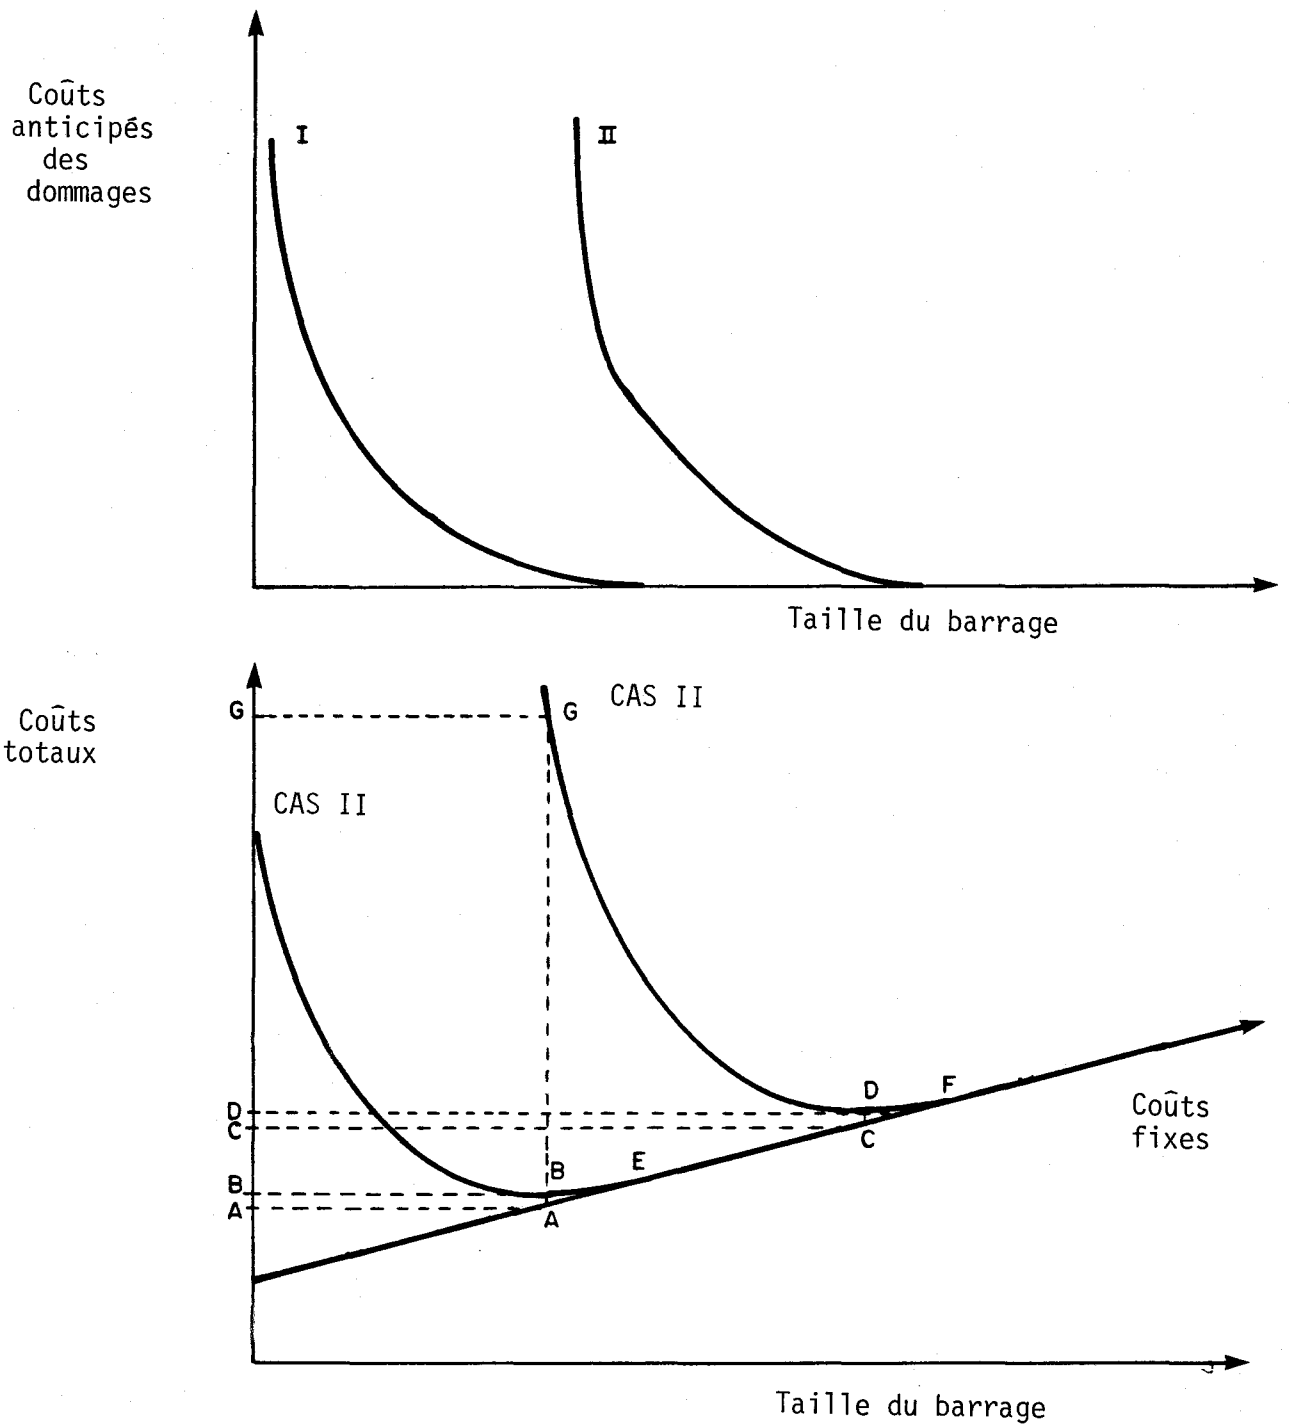 Coûts
anticipés
des
dommages
I
II
Taille du barrage
Coûts
totaux
G
G
CAS II
CAS II
D
C
B
A
B
A
E
D
C
F
Coûts
fixes
Taille du barrage